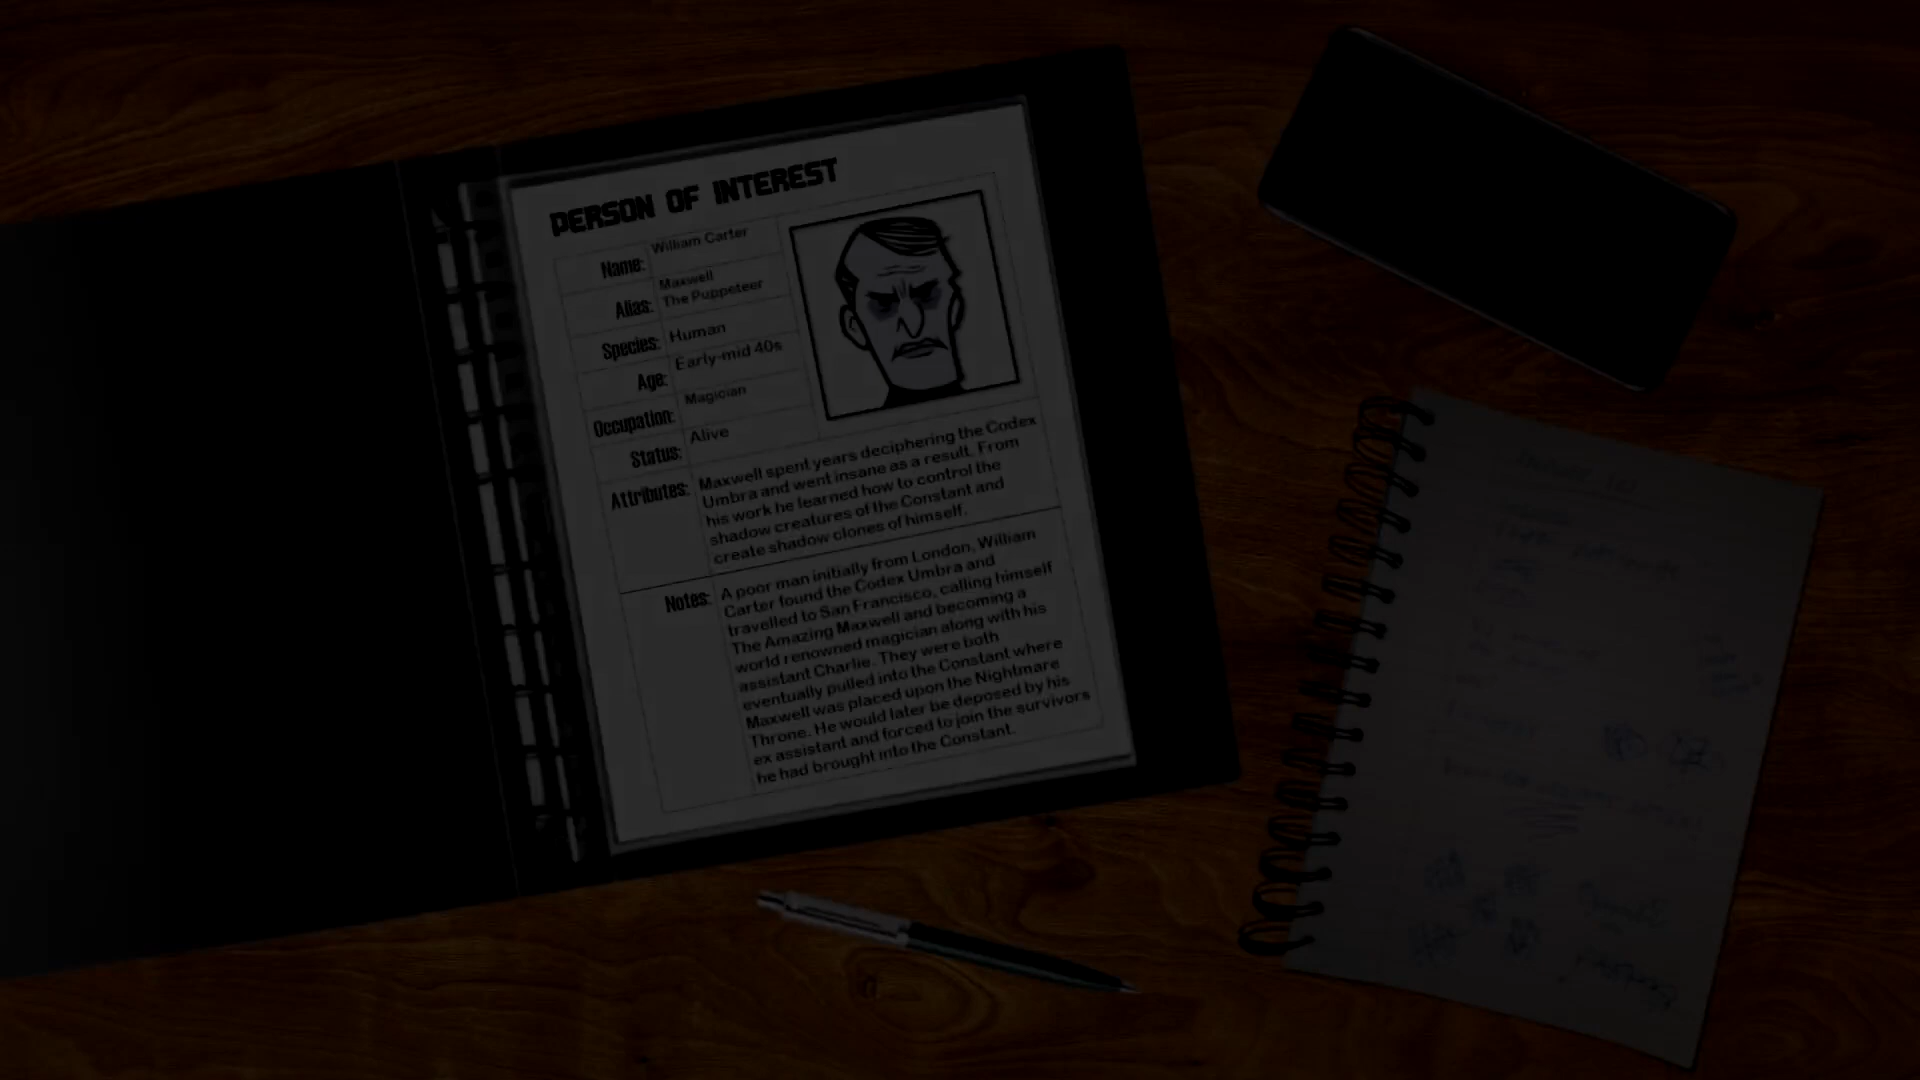 PERSON OF INTEREST
Name: William Carter
Alias: Maxwell
The Puppeteer
Species: Human
Age: Early-mid 40s
Occupation: Magician
Status: Alive
Attributes: Maxwell spent years deciphering the Codex
Umbra and went insane as a result. From
his work he learned how to control the
shadow creatures of the Constant and
create shadow clones of himself.
Notes: A poor man initially from London, William
Carter found the Codex Umbra and
travelled to San Francisco, calling himself
The Amazing Maxwell and becoming a
world renowned magician along with his
assistant Charlie. They were both
eventually pulled into the Constant where
Maxwell was placed upon the Nightmare
Throne. He would later be deposed by his
ex assistant and forced to join the survivors
he had brought into the Constant.